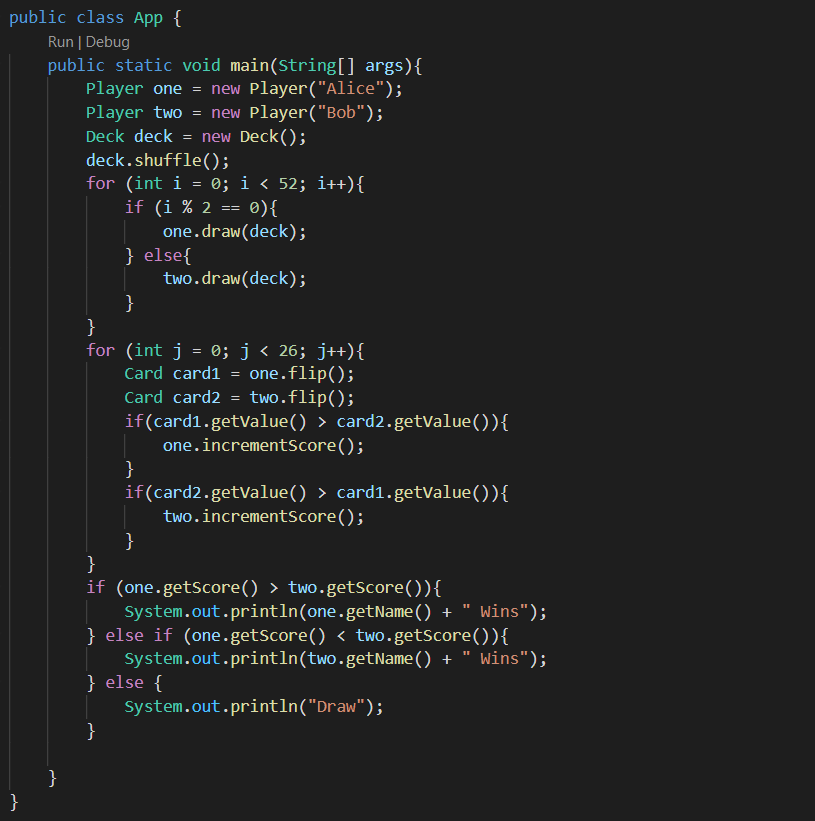 public class App {
Run | Debug
public static void main(String[] args){
Player one = new Player("Alice");
Player two = new Player("Bob");
Deck deck = new Deck();
deck.shuffle();
for (int i = 0; i < 52; i++){
if (i % 2 == 0){
one.draw(deck);
} else{
two.draw(deck);
}
}
for (int j = 0; j < 26; j++){
Card card1 = one.flip();
Card card2 = two.flip();
if(card1.getValue() > card2.getValue()){
one.incrementScore();
}
if(card2.getValue() > card1.getValue()){
two.incrementScore();
}
}
if (one.getScore() > two.getScore()){
System.out.println(one.getName() + " Wins");
} else if (one.getScore() < two.getScore()){
System.out.println(two.getName() + " Wins");
} else {
System.out.println("Draw");
}
}
}